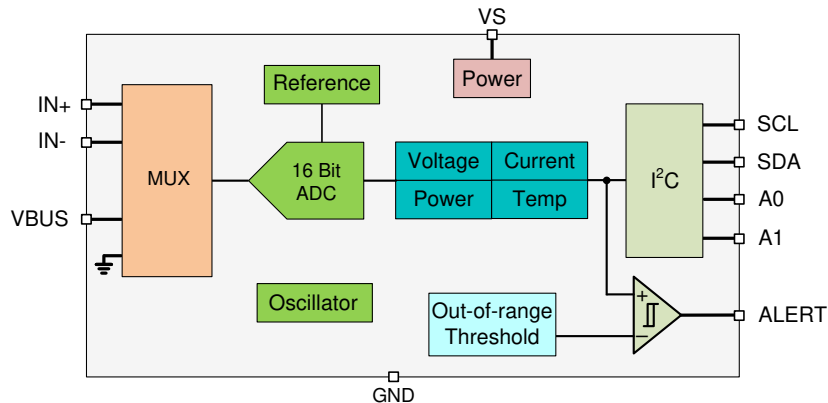 VS
Power
Reference
IN+
IN-
VBUS
MUX
16 Bit
ADC
Voltage
Current
Power
Temp
I²C
SCL
SDA
A0
A1
Oscillator
Out-of-range
Threshold
+
−
ALERT
GND